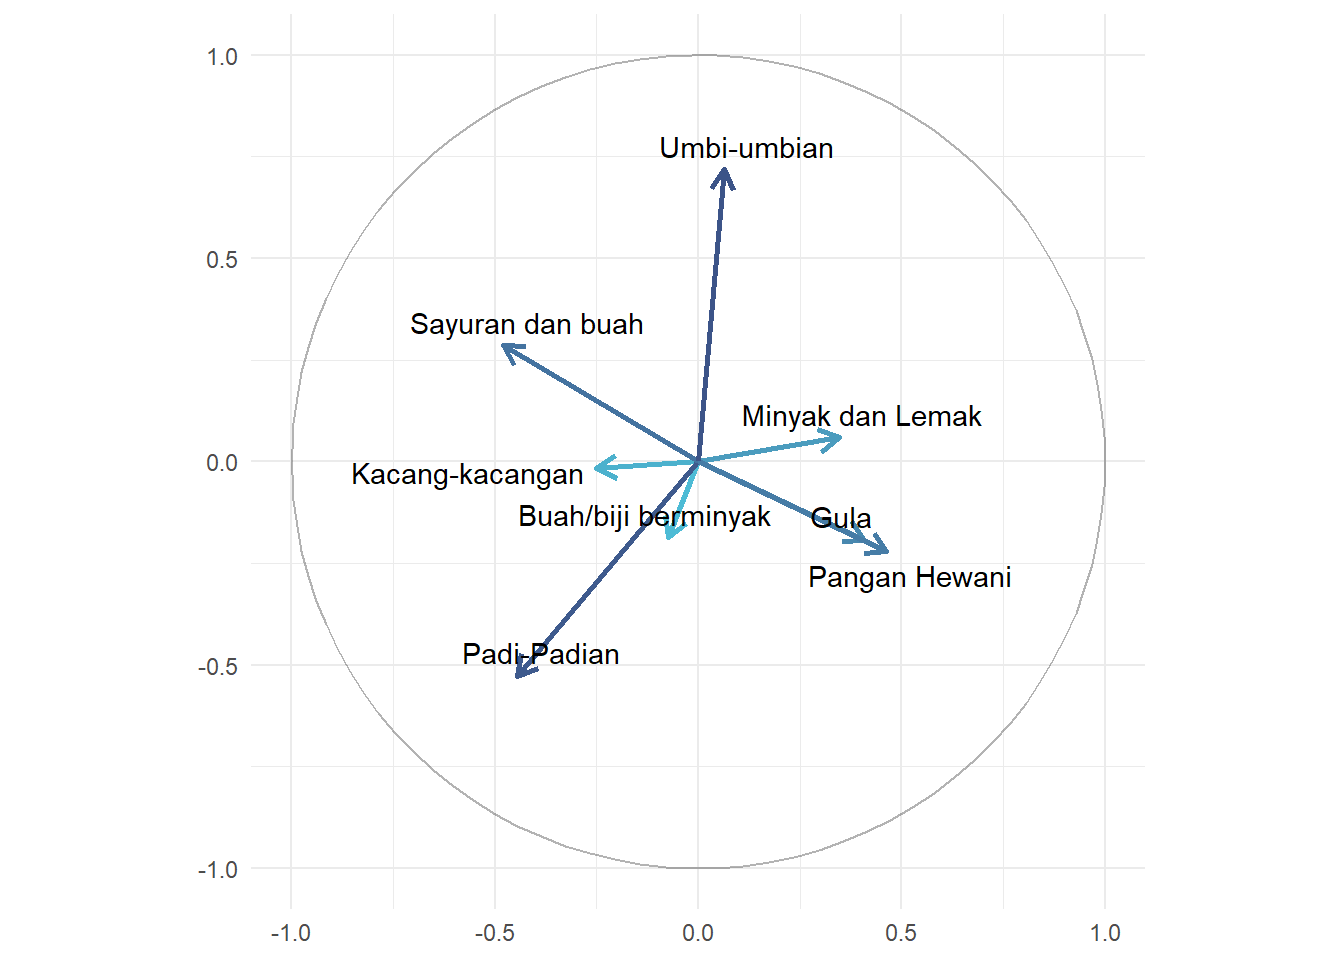 1.0
Umbi-umbian
0.5
Sayuran dan buah
Minyak dan Lemak
0.0
Kacang-kacangan
Buah/biji berminyak
Gula
Pangan Hewani
Padi-Padian
-0.5
-1.0
-1.0 -0.5 0.0 0.5 1.0